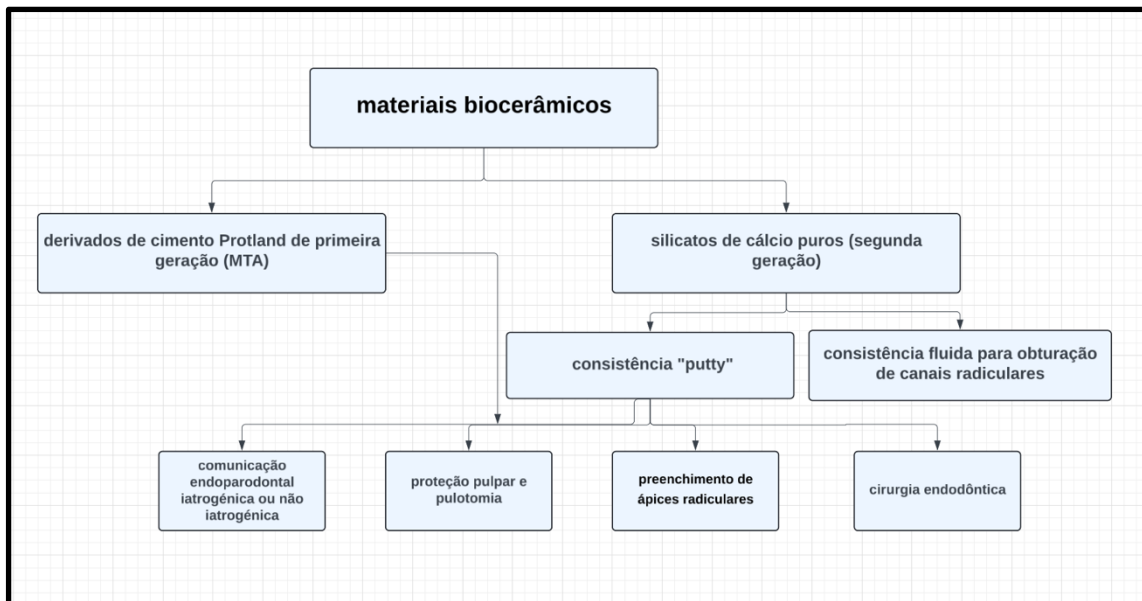 materiais biocerâmicos
derivados de cimento Protland de primeira
geração (MTA)
silicatos de cálcio puros (segunda
geração)
consistência "putty"
consistência fluida para obturação
de canais radiculares
comunicação
endoparodontal
iatrogénica ou não
iatrogénica
proteção pulpar e
pulotomia
preenchimento de
ápices radiculares
cirurgia endodôntica